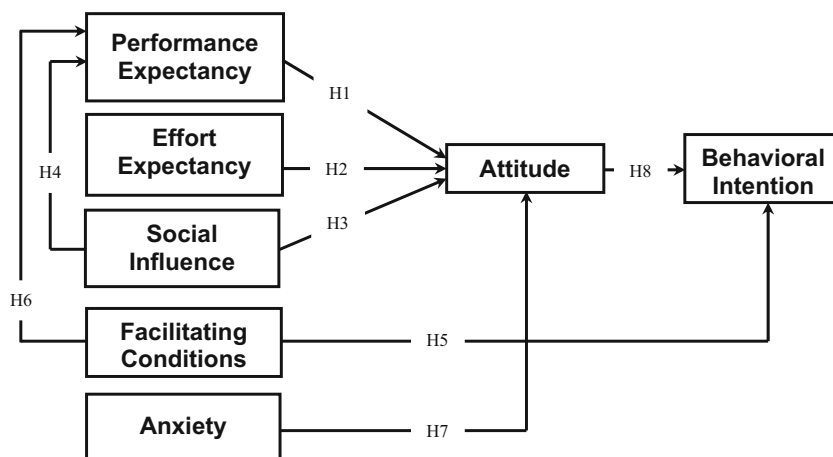 Performance
Expectancy
H1
Effort
Expectancy
H2
H4
Attitude
H8
Behavioral
Intention
Social
Influence
H3
H6
Facilitating
Conditions
H5
Anxiety
H7